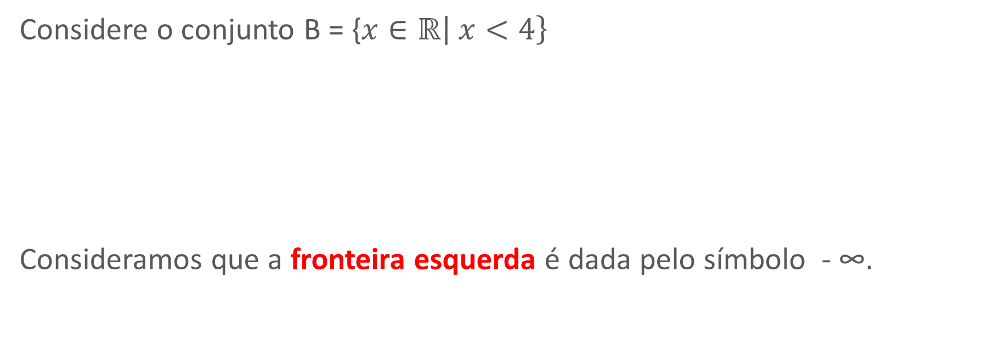 Considere o conjunto B = {𝑥 ∈ ℝ| 𝑥 < 4}
Consideramos que a fronteira esquerda é dada pelo símbolo - ∞.